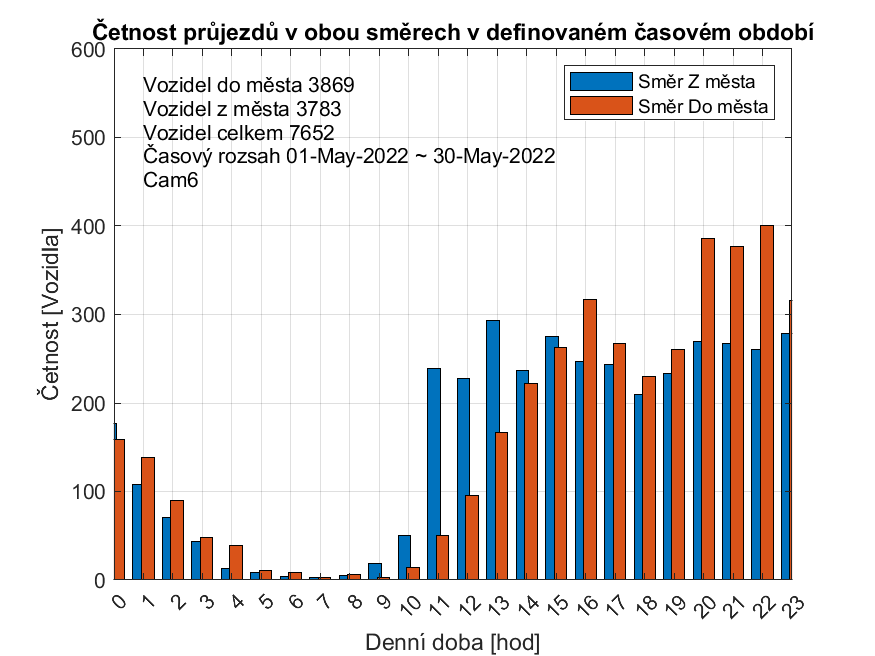 Četnost průjezdů v obou směrech v definovaném časovém období
Vozidel do města 3869
Vozidel z města 3783
Vozidel celkem 7652
Časový rozsah 01-May-2022 ~ 30-May-2022
Cam6
Směr Z města
Směr Do města
Četnost [Vozidla]
600
500
400
300
200
100
0
0 1 2 3 4 5 6 7 8 9 10 11 12 13 14 15 16 17 18 19 20 21 22 23
Denní doba [hod]